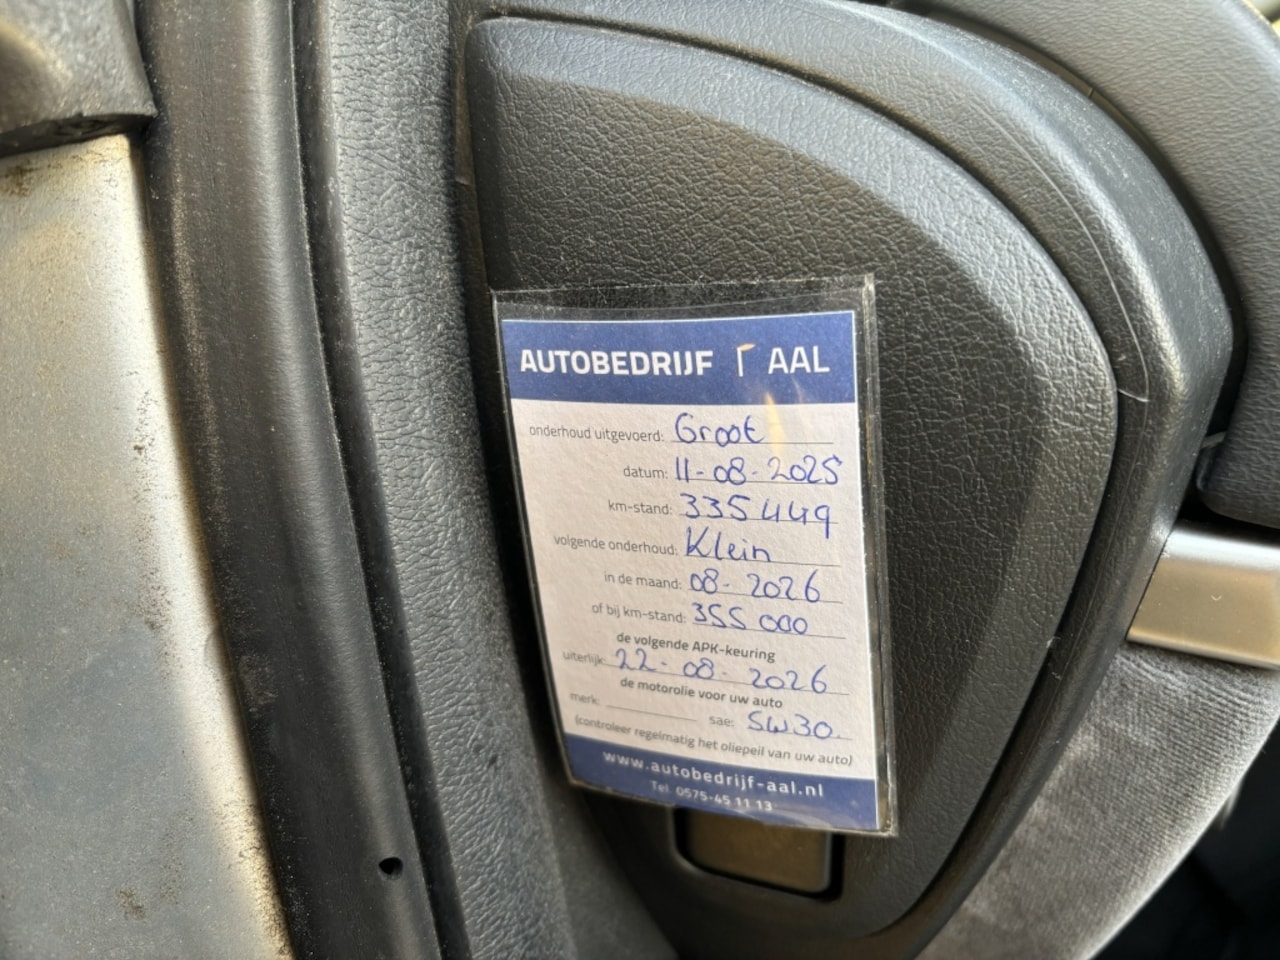 AUTOBEDRIJF AAL
onderhoud uitgevoerd: Groot
datum: 11-08-2025
km-stand: 335449
volgende onderhoud: Klein
in de maand: 08-2026
of bij km-stand: 355 000
de volgende APK-keuring
uiterlijk: 22-08-2026
de motorolie voor uw auto
merk: sae: 5W30
(controleer regelmatig het oliepeil van uw auto)
www.autobedrijf-aal.nl
Tel. 0575-45 11 13